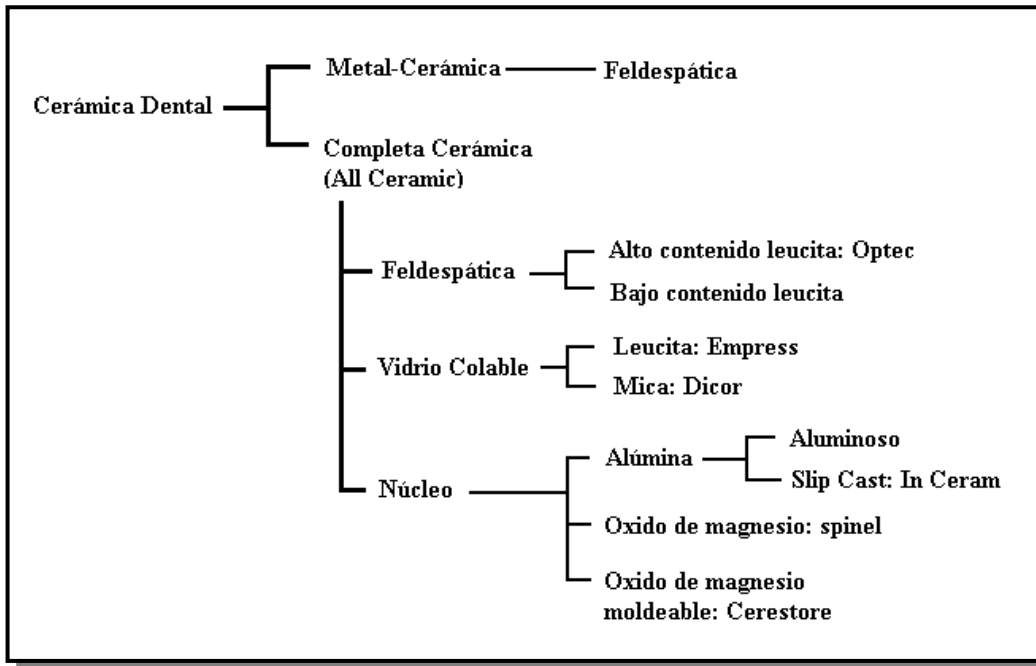 Metal-Cerámica
Feldespática
Cerámica Dental
Completa Cerámica
(All Ceramic)
Feldespática
Alto contenido leucita: Optec
Bajo contenido leucita
Vidrio Colable
Leucita: Empress
Mica: Dicor
Núcleo
Alúmina
Aluminoso
Slip Cast: In Ceram
Oxido de magnesio: spinel
Oxido de magnesio
moldeable: Cerestore